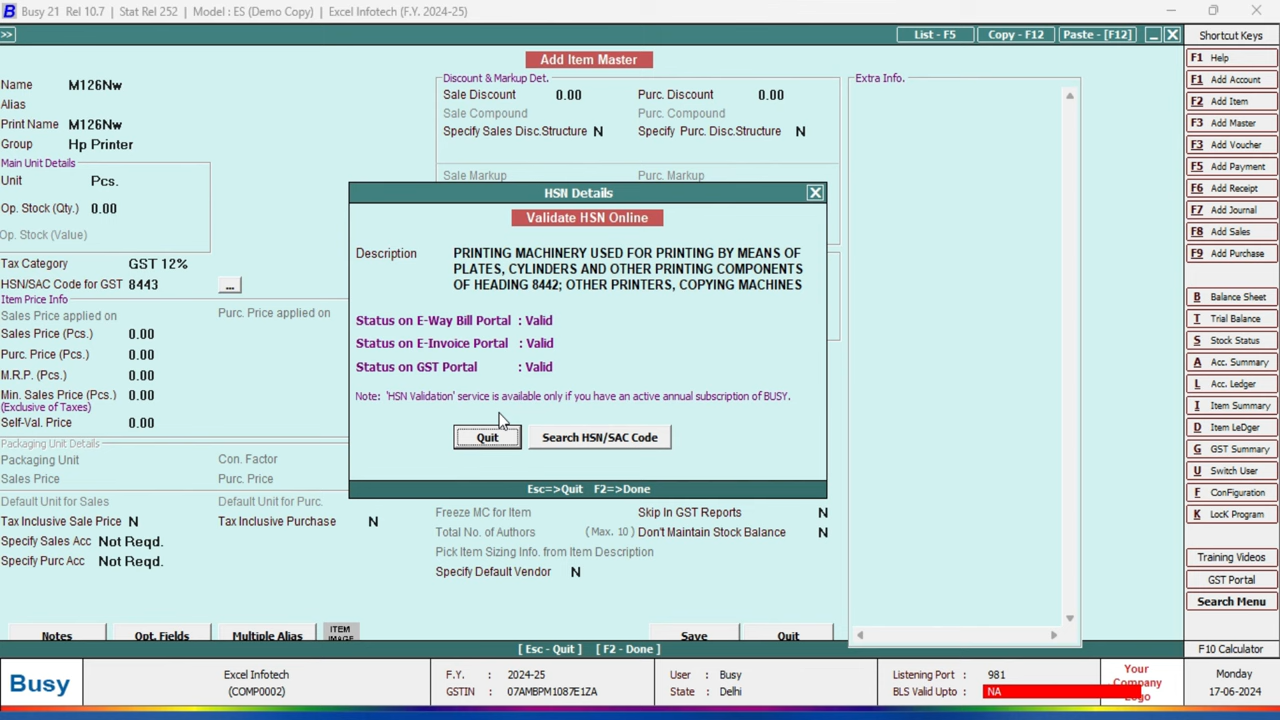 Busy 21 Rel 10.7 | Stat Rel 252 | Model : ES (Demo Copy) | Excel Infotech (F.Y. 2024-25)
>> List - F5 Copy - F12 Paste - [F12] Shortcut Keys
Add Item Master
Name M126Nw
Alias
Print Name M126Nw
Group Hp Printer
Main Unit Details
Unit Pcs.
Op. Stock (Qty.) 0.00
Op. Stock (Value)
Tax Category GST 12%
HSN/SAC Code for GST 8443 ...
Item Price Info
Sales Price applied on Purc. Price applied on
Sales Price (Pcs.) 0.00
Purc. Price (Pcs.) 0.00
M.R.P. (Pcs.) 0.00
Min. Sales Price (Pcs.) 0.00
(Exclusive of Taxes)
Self-Val. Price 0.00
Packaging Unit Details
Packaging Unit Con. Factor
Sales Price Purc. Price
Default Unit for Sales Default Unit for Purc.
Tax Inclusive Sale Price N Tax Inclusive Purchase N
Specify Sales Acc Not Reqd.
Specify Purc Acc Not Reqd.
Discount & Markup Det.
Sale Discount 0.00 Purc. Discount 0.00
Sale Compound Purc. Compound
Specify Sales Disc.Structure N Specify Purc. Disc.Structure N
Sale Markup Purc. Markup
HSN Details
Validate HSN Online
Description PRINTING MACHINERY USED FOR PRINTING BY MEANS OF
PLATES, CYLINDERS AND OTHER PRINTING COMPONENTS
OF HEADING 8442; OTHER PRINTERS, COPYING MACHINES
Status on E-Way Bill Portal : Valid
Status on E-Invoice Portal : Valid
Status on GST Portal : Valid
Note: 'HSN Validation' service is available only if you have an active annual subscription of BUSY.
Quit Search HSN/SAC Code
Esc=>Quit F2=>Done
Freeze MC for Item Skip In GST Reports N
Total No. of Authors (Max. 10) Don't Maintain Stock Balance N
Pick Item Sizing Info. from Item Description
Specify Default Vendor N
Extra Info.
Notes Opt. Fields Multiple Alias ITEM IMAGE Save Quit
[ Esc - Quit ] [ F2 - Done ]
F1 Help
F1 Add Account
F2 Add Item
F3 Add Master
F3 Add Voucher
F5 Add Payment
F6 Add Receipt
F7 Add Journal
F8 Add Sales
F9 Add Purchase
B Balance Sheet
T Trial Balance
S Stock Status
A Acc. Summary
L Acc. Ledger
I Item Summary
D Item LeDger
G GST Summary
U Switch User
F ConFiguration
K LocK Program
Training Videos
GST Portal
Search Menu
F10 Calculator
Busy
Excel Infotech
(COMP0002)
F.Y. : 2024-25
GSTIN : 07AMBPM1087E1ZA
User : Busy
State : Delhi
Listening Port : 981
BLS Valid Upto : NA
Your
Company
Logo
Monday
17-06-2024